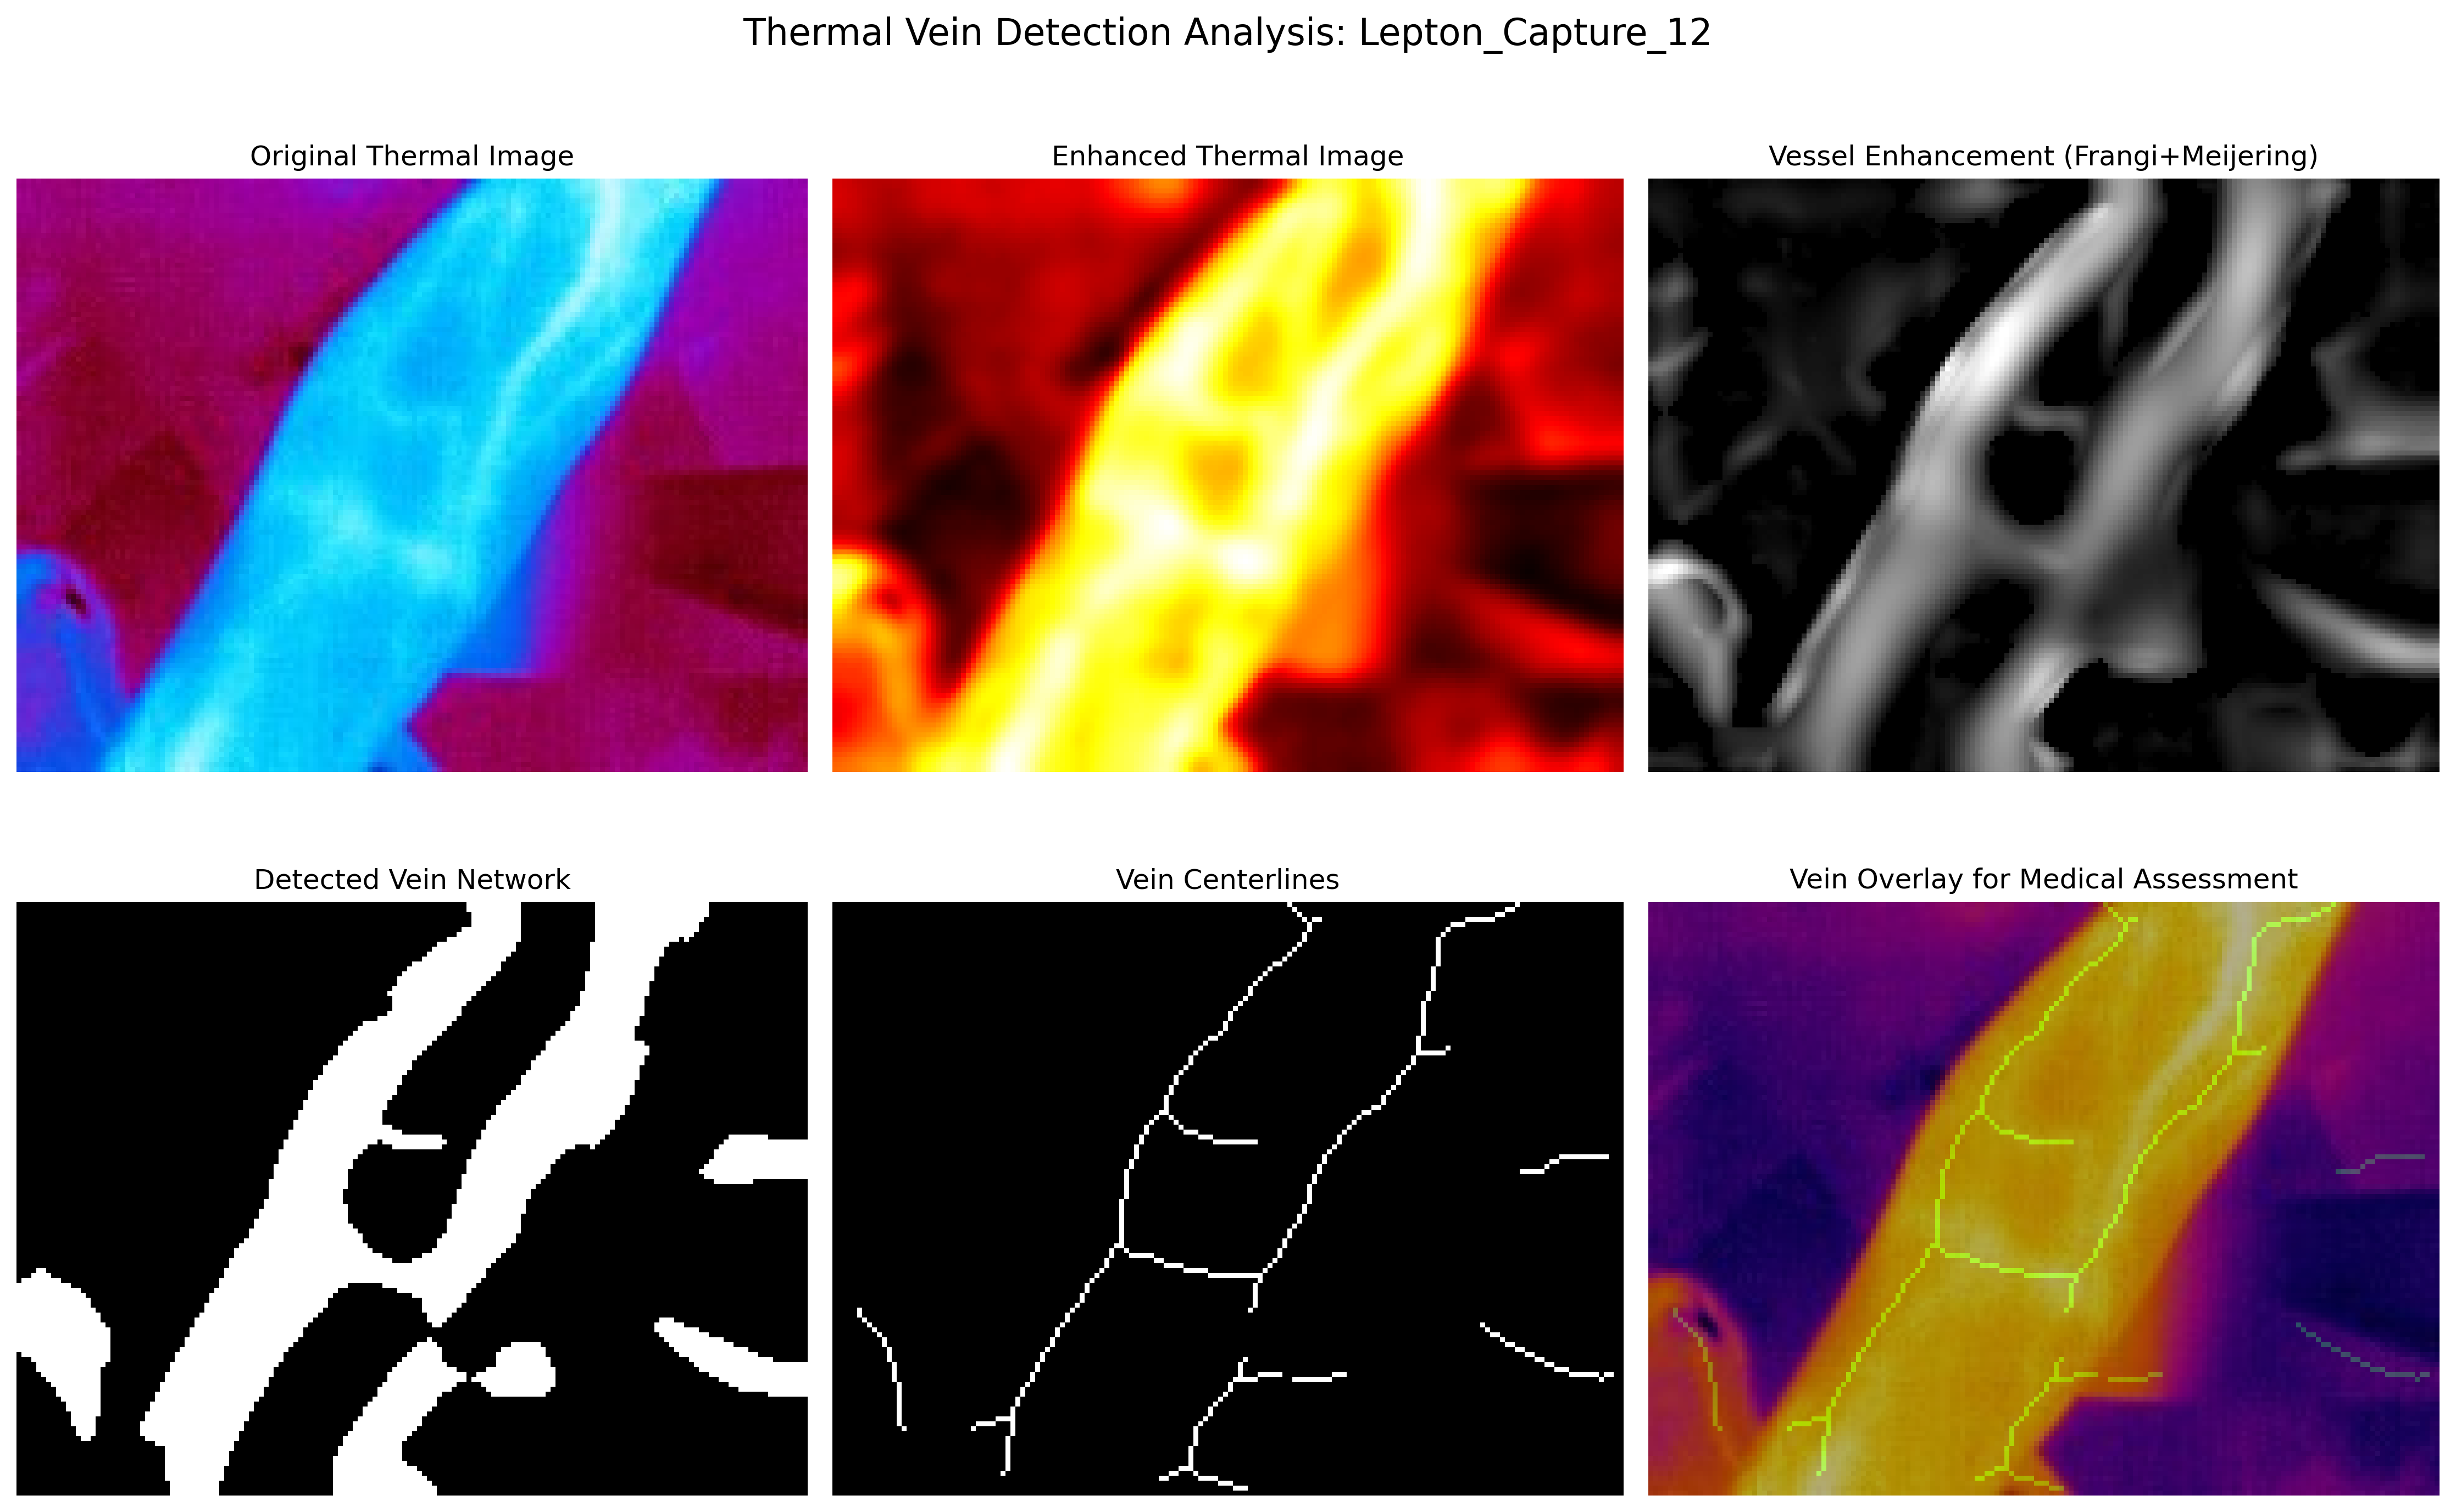 Thermal Vein Detection Analysis: Lepton_Capture_12
Original Thermal Image
Enhanced Thermal Image
Vessel Enhancement (Frangi+Meijering)
Detected Vein Network
Vein Centerlines
Vein Overlay for Medical Assessment